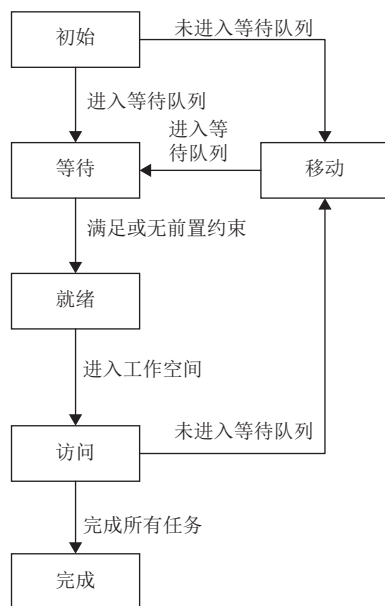 初始
未进入等待队列
进入等待队列
进入等
待队列
等待
移动
满足或无前置约束
就绪
进入工作空间
访问
未进入等待队列
完成所有任务
完成